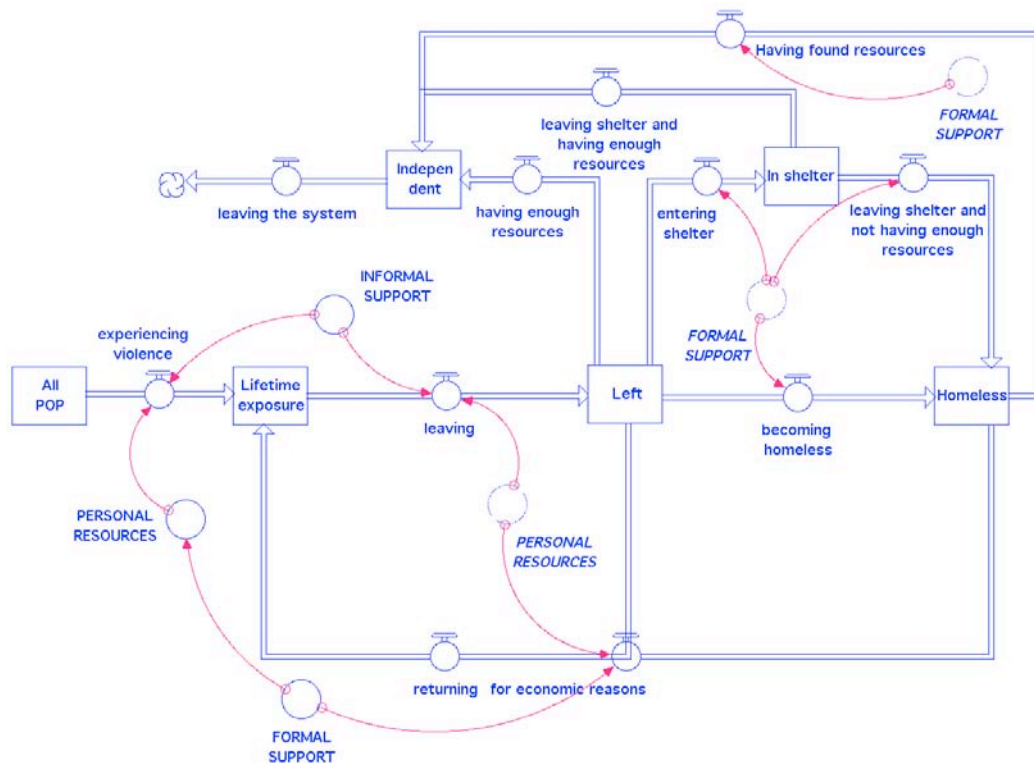 Having found resources
FORMAL
SUPPORT
leaving shelter and
having enough
resources
Indepen
dent
In shelter
leaving the system
having enough
resources
entering
shelter
leaving shelter and
not having enough
resources
INFORMAL
SUPPORT
FORMAL
SUPPORT
experiencing
violence
All
POP
Lifetime
exposure
leaving
Left
becoming
homeless
Homeless
PERSONAL
RESOURCES
PERSONAL
RESOURCES
returning for economic reasons
FORMAL
SUPPORT